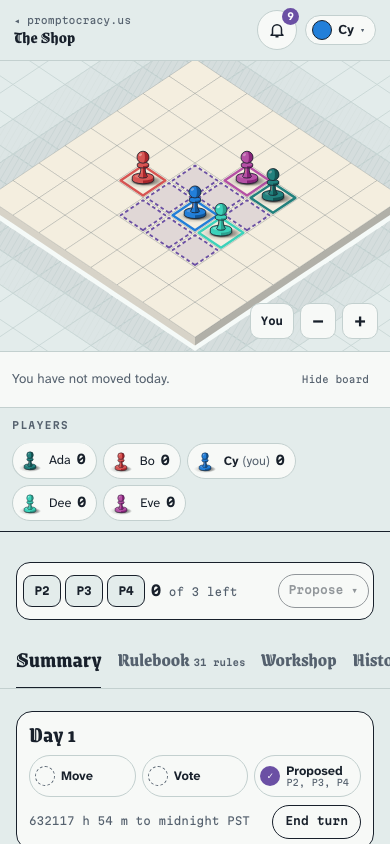 ◂ promptocracy.us
The Shop
9
Cy ▾
You − +
You have not moved today.
Hide board
PLAYERS
Ada 0 Bo 0 Cy (you) 0
Dee 0 Eve 0
P2 P3 P4 0 of 3 left Propose ▾
Summary Rulebook 31 rules Workshop Histo
Day 1
Move Vote ✓ Proposed
P2, P3, P4
632117 h 54 m to midnight PST End turn